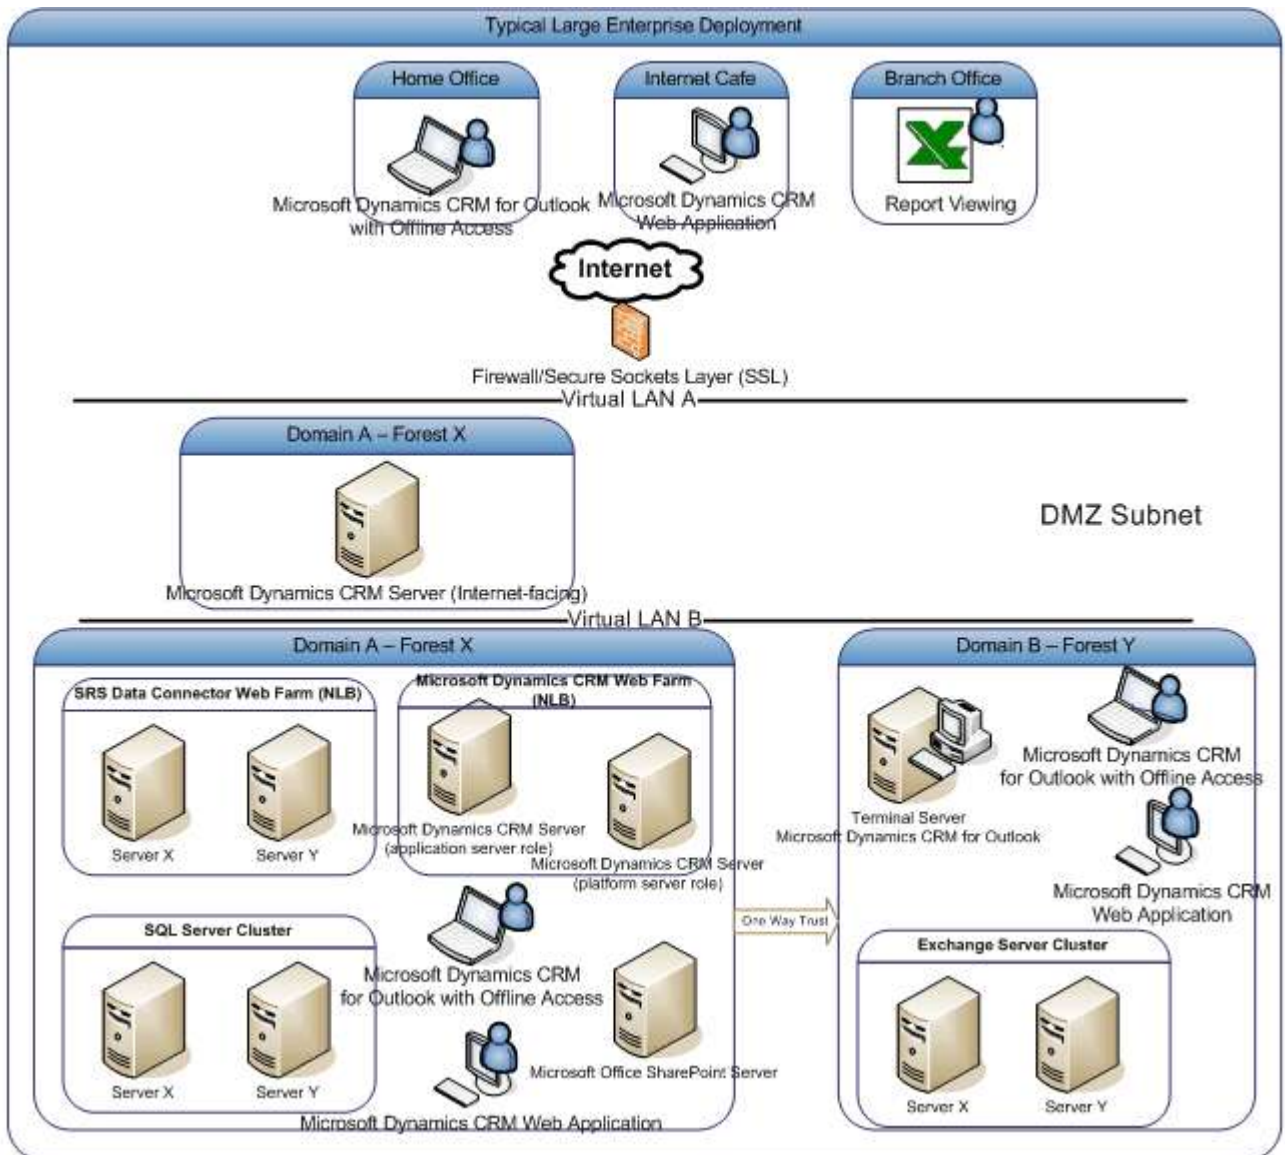 Typical Large Enterprise Deployment
Home Office
Internet Cafe
Branch Office
Microsoft Dynamics CRM for Outlook
with Offline Access
Microsoft Dynamics CRM
Web Application
Report Viewing
Internet
Firewall/Secure Sockets Layer (SSL)
Virtual LAN A
Domain A – Forest X
Microsoft Dynamics CRM Server (Internet-facing)
DMZ Subnet
Virtual LAN B
Domain A – Forest X
SRS Data Connector Web Farm (NLB)
Server X
Server Y
Microsoft Dynamics CRM Web Farm
(NLB)
Microsoft Dynamics CRM Server
(application server role)
Microsoft Dynamics CRM Server
(platform server role)
SQL Server Cluster
Server X
Server Y
Microsoft Dynamics CRM
for Outlook with Offline Access
Microsoft Office SharePoint Server
Microsoft Dynamics CRM Web Application
One Way Trust
Domain B – Forest Y
Terminal Server
Microsoft Dynamics CRM for Outlook
Microsoft Dynamics CRM
for Outlook with Offline Access
Microsoft Dynamics CRM
Web Application
Exchange Server Cluster
Server X
Server Y